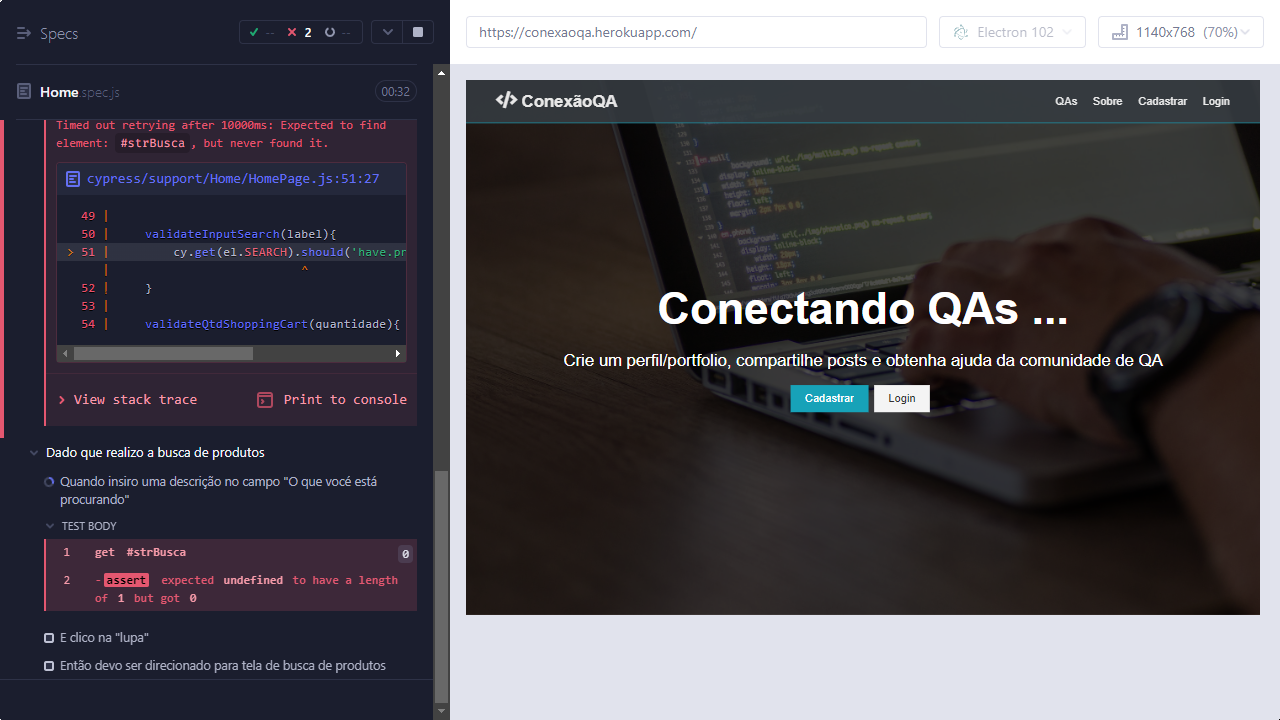 Specs
-- 2 --
Home.spec.js
00:32
Timed out retrying after 10000ms: Expected to find
element: #strBusca, but never found it.
cypress/support/Home/HomePage.js:51:27
49 |
50 | validateInputSearch(label){
> 51 | cy.get(el.SEARCH).should('have.pr
| ^
52 | }
53 |
54 | validateQtdShoppingCart(quantidade){
View stack trace
Print to console
Dado que realizo a busca de produtos
Quando insiro uma descrição no campo "O que vocé está
procurando"
TEST BODY
1 get #strBusca 0
2 -assert expected undefined to have a length
of 1 but got 0
E clico na "lupa"
Então devo ser direcionado para tela de busca de produtos
https://conexaoqa.herokuapp.com/
Electron 102
1140x768 (70%)
</> ConexãoQA
QAs Sobre Cadastrar Login
Conectando QAs ...
Crie um perfil/portfolio, compartilhe posts e obtenha ajuda da comunidade de QA
Cadastrar Login